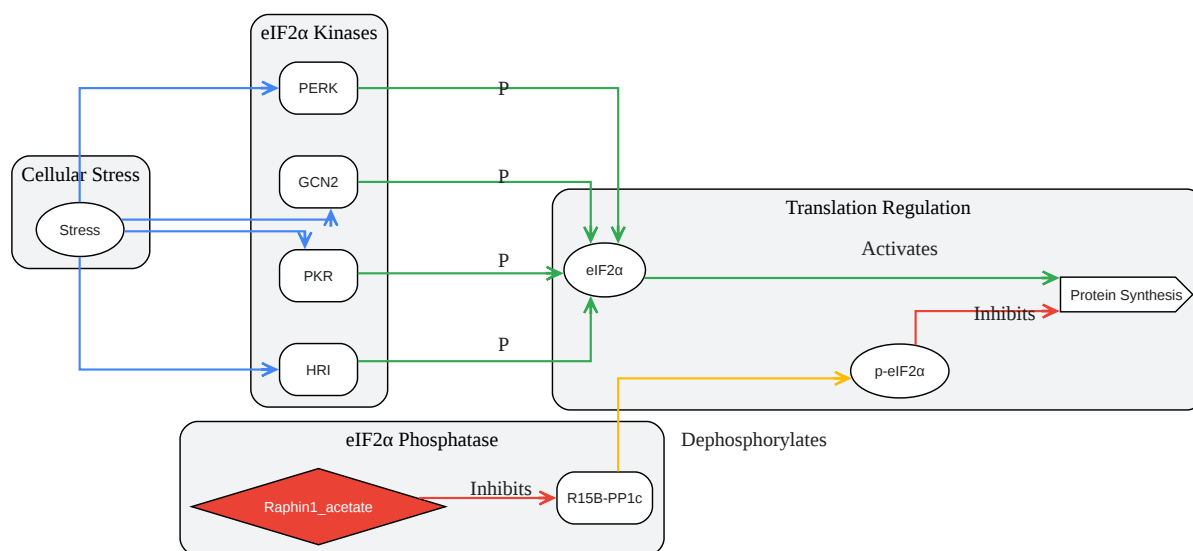 eIF2α Kinases
PERK
P
Cellular Stress
GCN2
P
Stress
Translation Regulation
Activates
PKR
P
eIF2α
Protein Synthesis
Inhibits
HRI
P
p-eIF2α
eIF2α Phosphatase
Dephosphorylates
Raphin1_acetate
Inhibits
R15B-PP1c